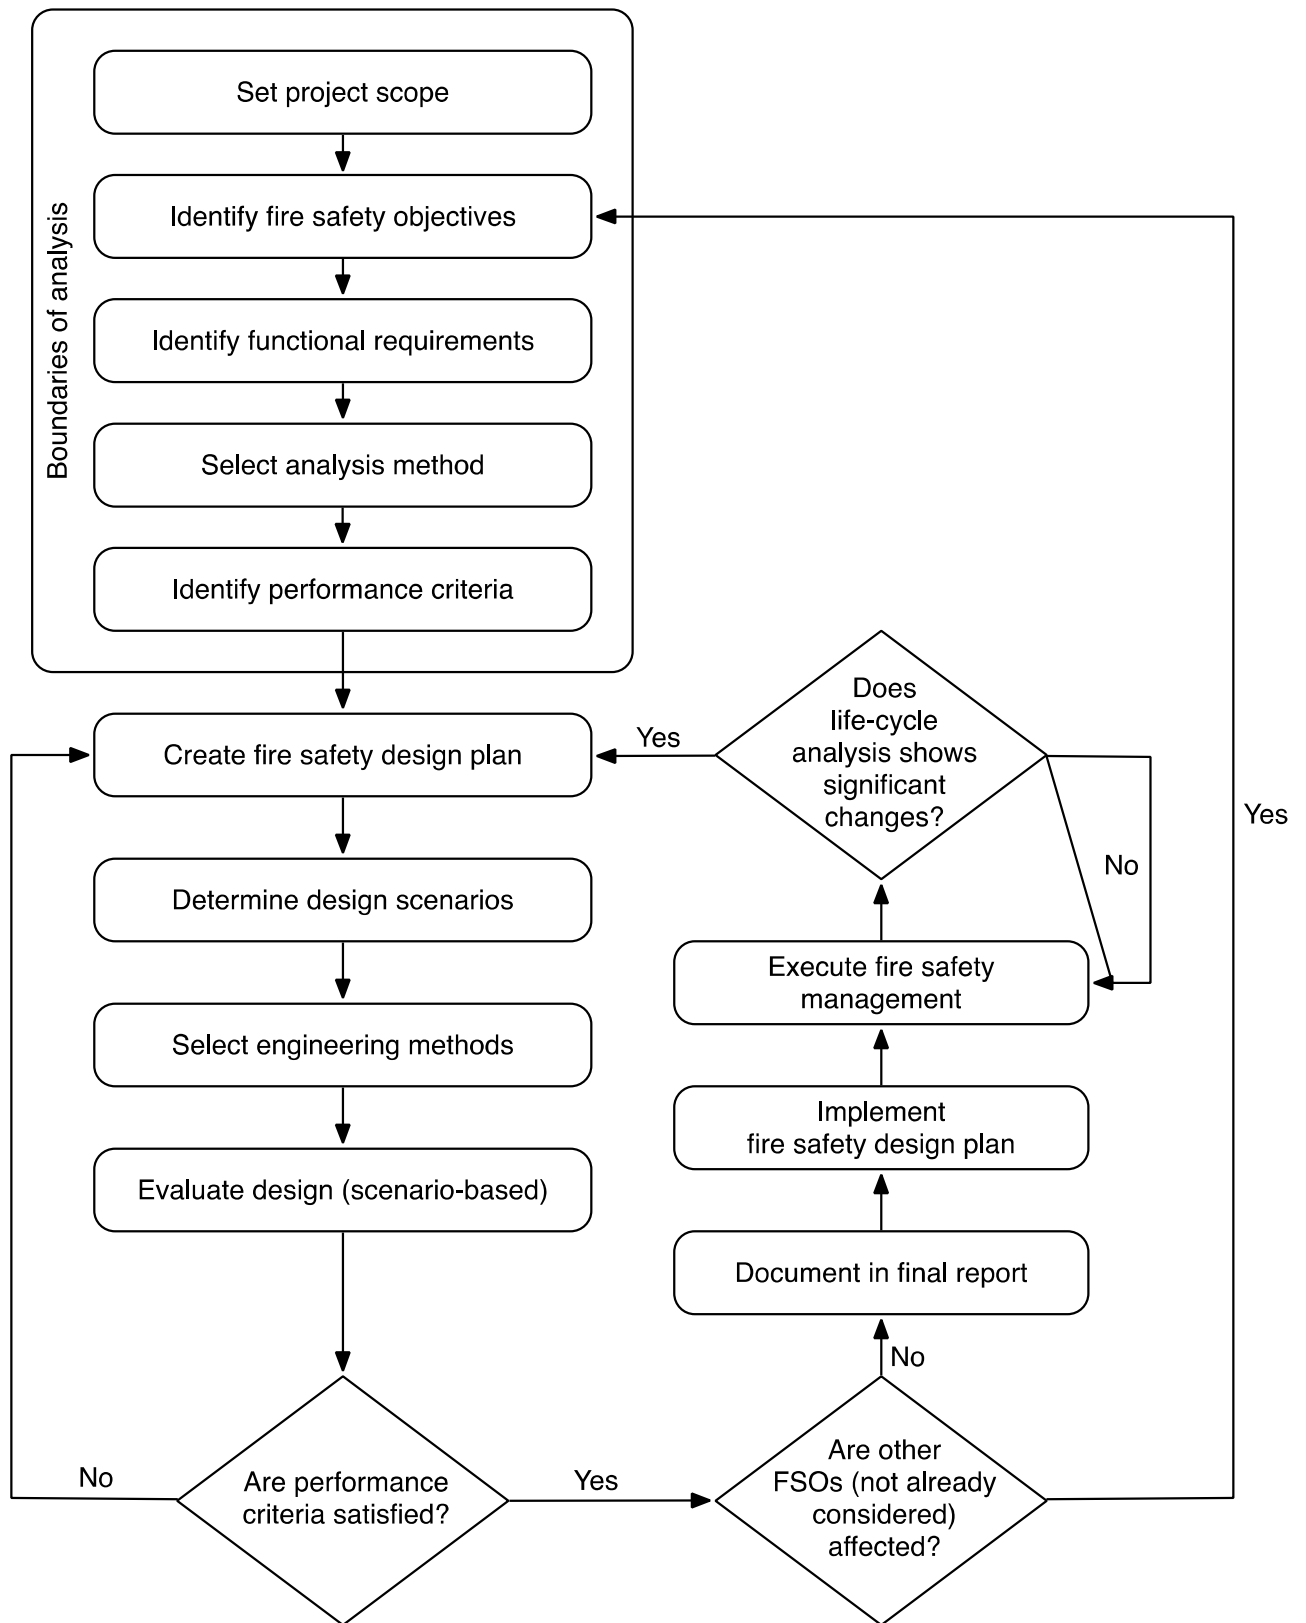 Boundaries of analysis
Set project scope
Identify fire safety objectives
Identify functional requirements
Select analysis method
Identify performance criteria
Create fire safety design plan
Yes
Does
life-cycle
analysis shows
significant
changes?
Yes
No
Determine design scenarios
Execute fire safety
management
Select engineering methods
Implement
fire safety design plan
Evaluate design (scenario-based)
Document in final report
No
No
Are performance
criteria satisfied?
Yes
Are other
FSOs (not already
considered)
affected?